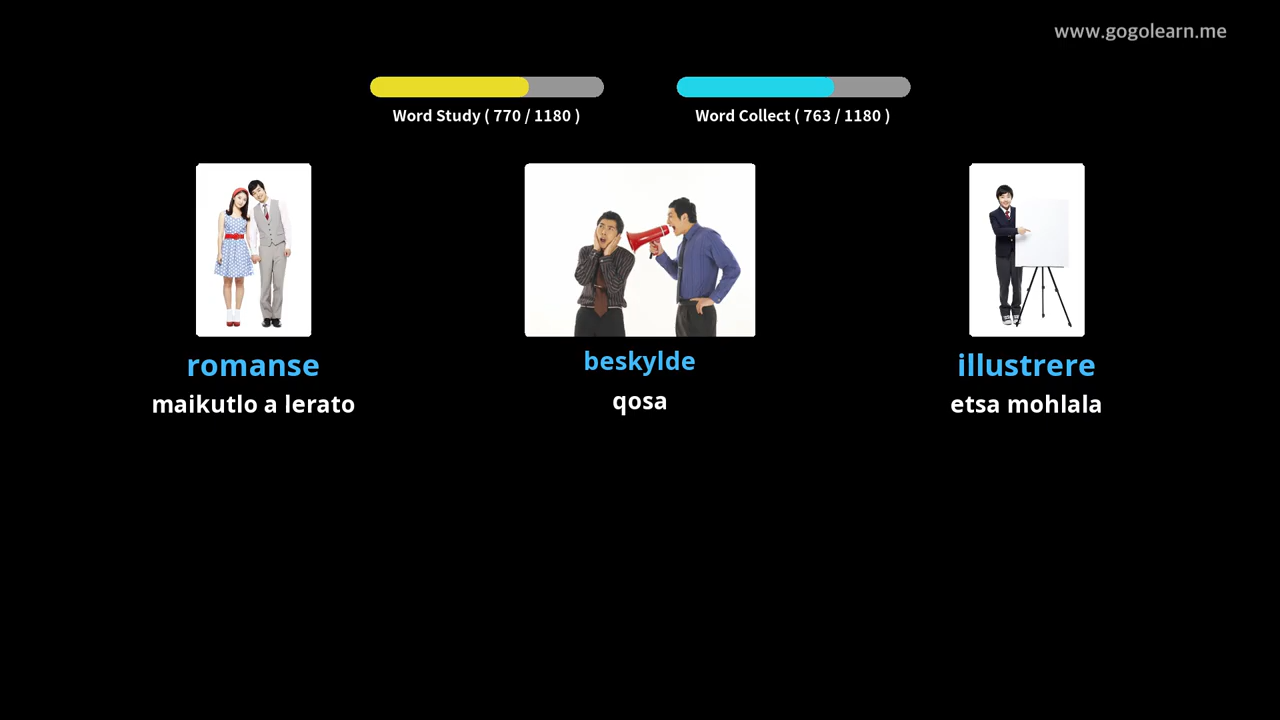 www.gogolearn.me
Word Study ( 770 / 1180 )
Word Collect ( 763 / 1180 )
romanse
maikutlo a lerato
beskylde
qosa
illustrere
etsa mohlala